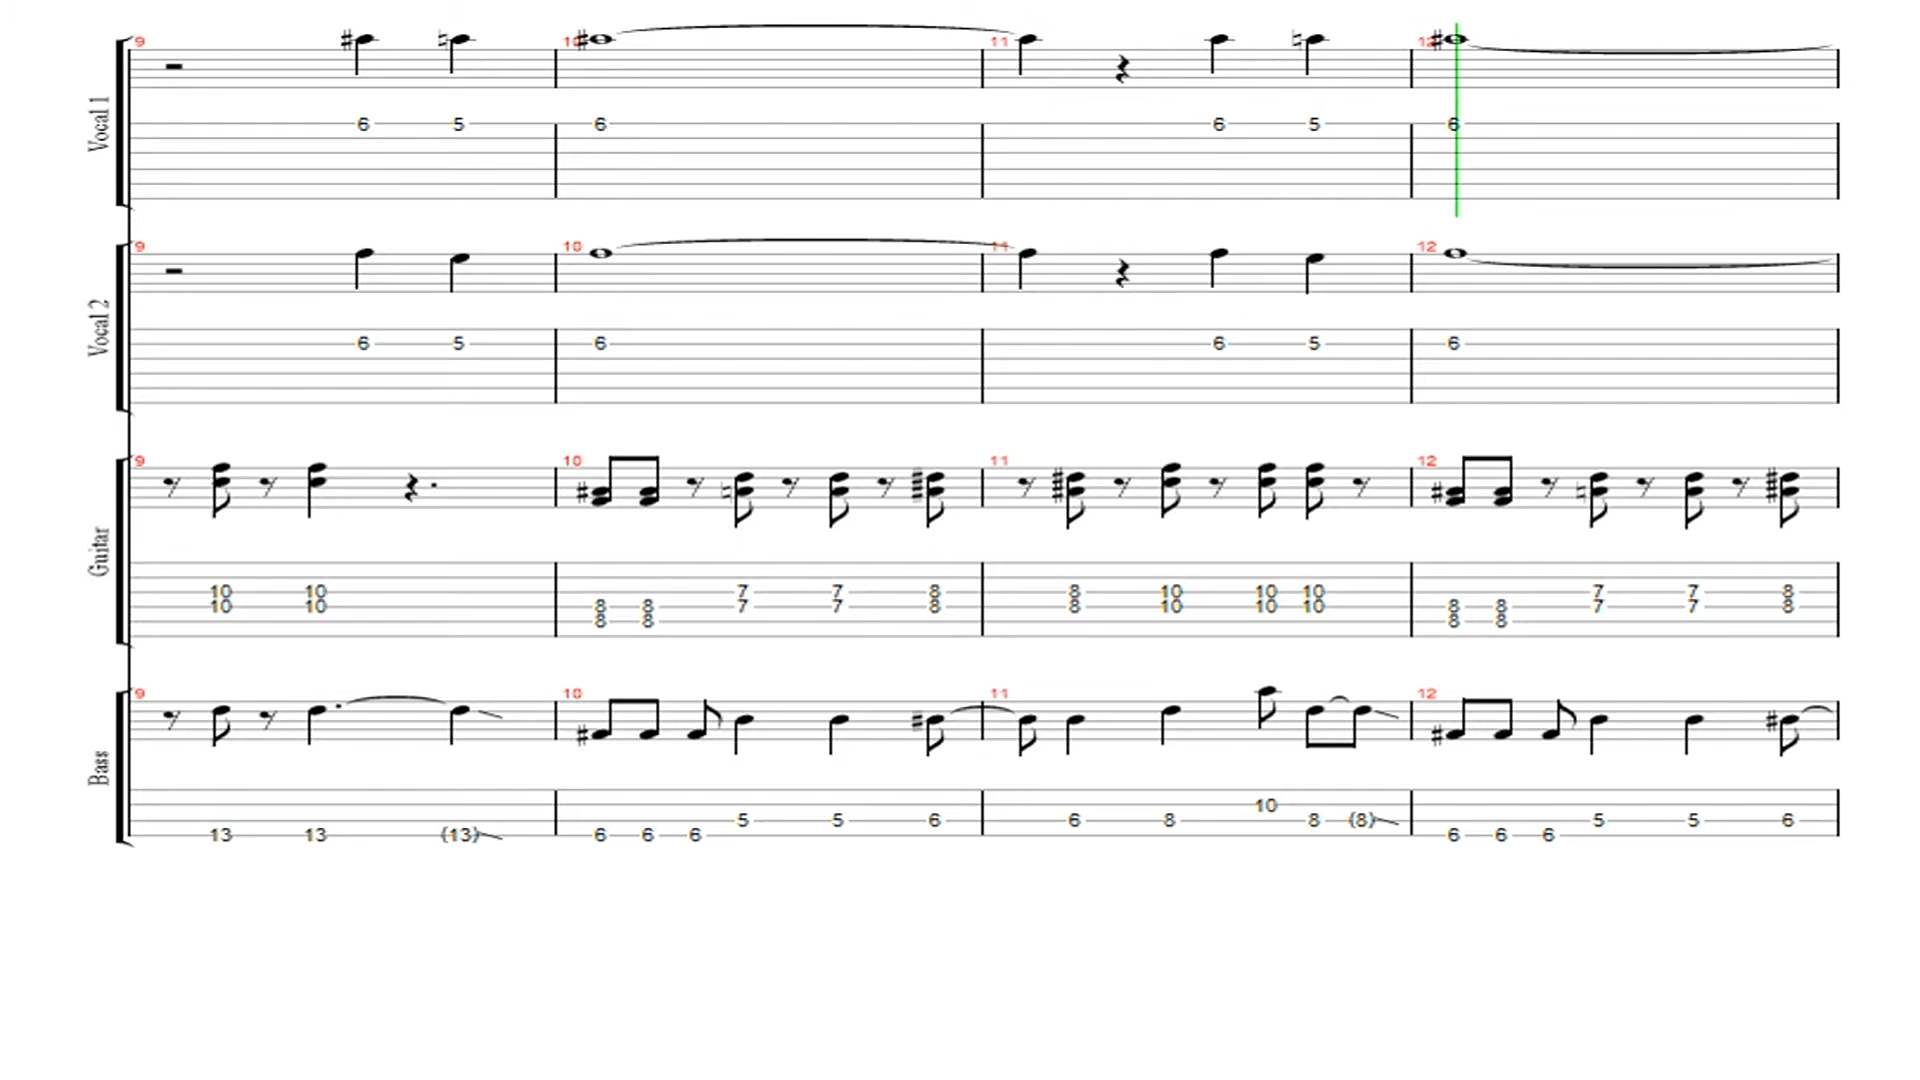 9 10 11 12
Vocal 1
6 5 6 6 5 6
9 10 11 12
Vocal 2
6 5 6 6 5 6
9 10 11 12
Guitar
10 10 7 7 8 8 10 10 10 7 7 8
10 10 8 8 7 7 8 8 10 10 10 8 8 7 7 8
8 8 8 8
9 10 11 12
Bass
10
5 5 6 6 8 8 (8) 5 5 6
13 13 (13) 6 6 6 6 6 6